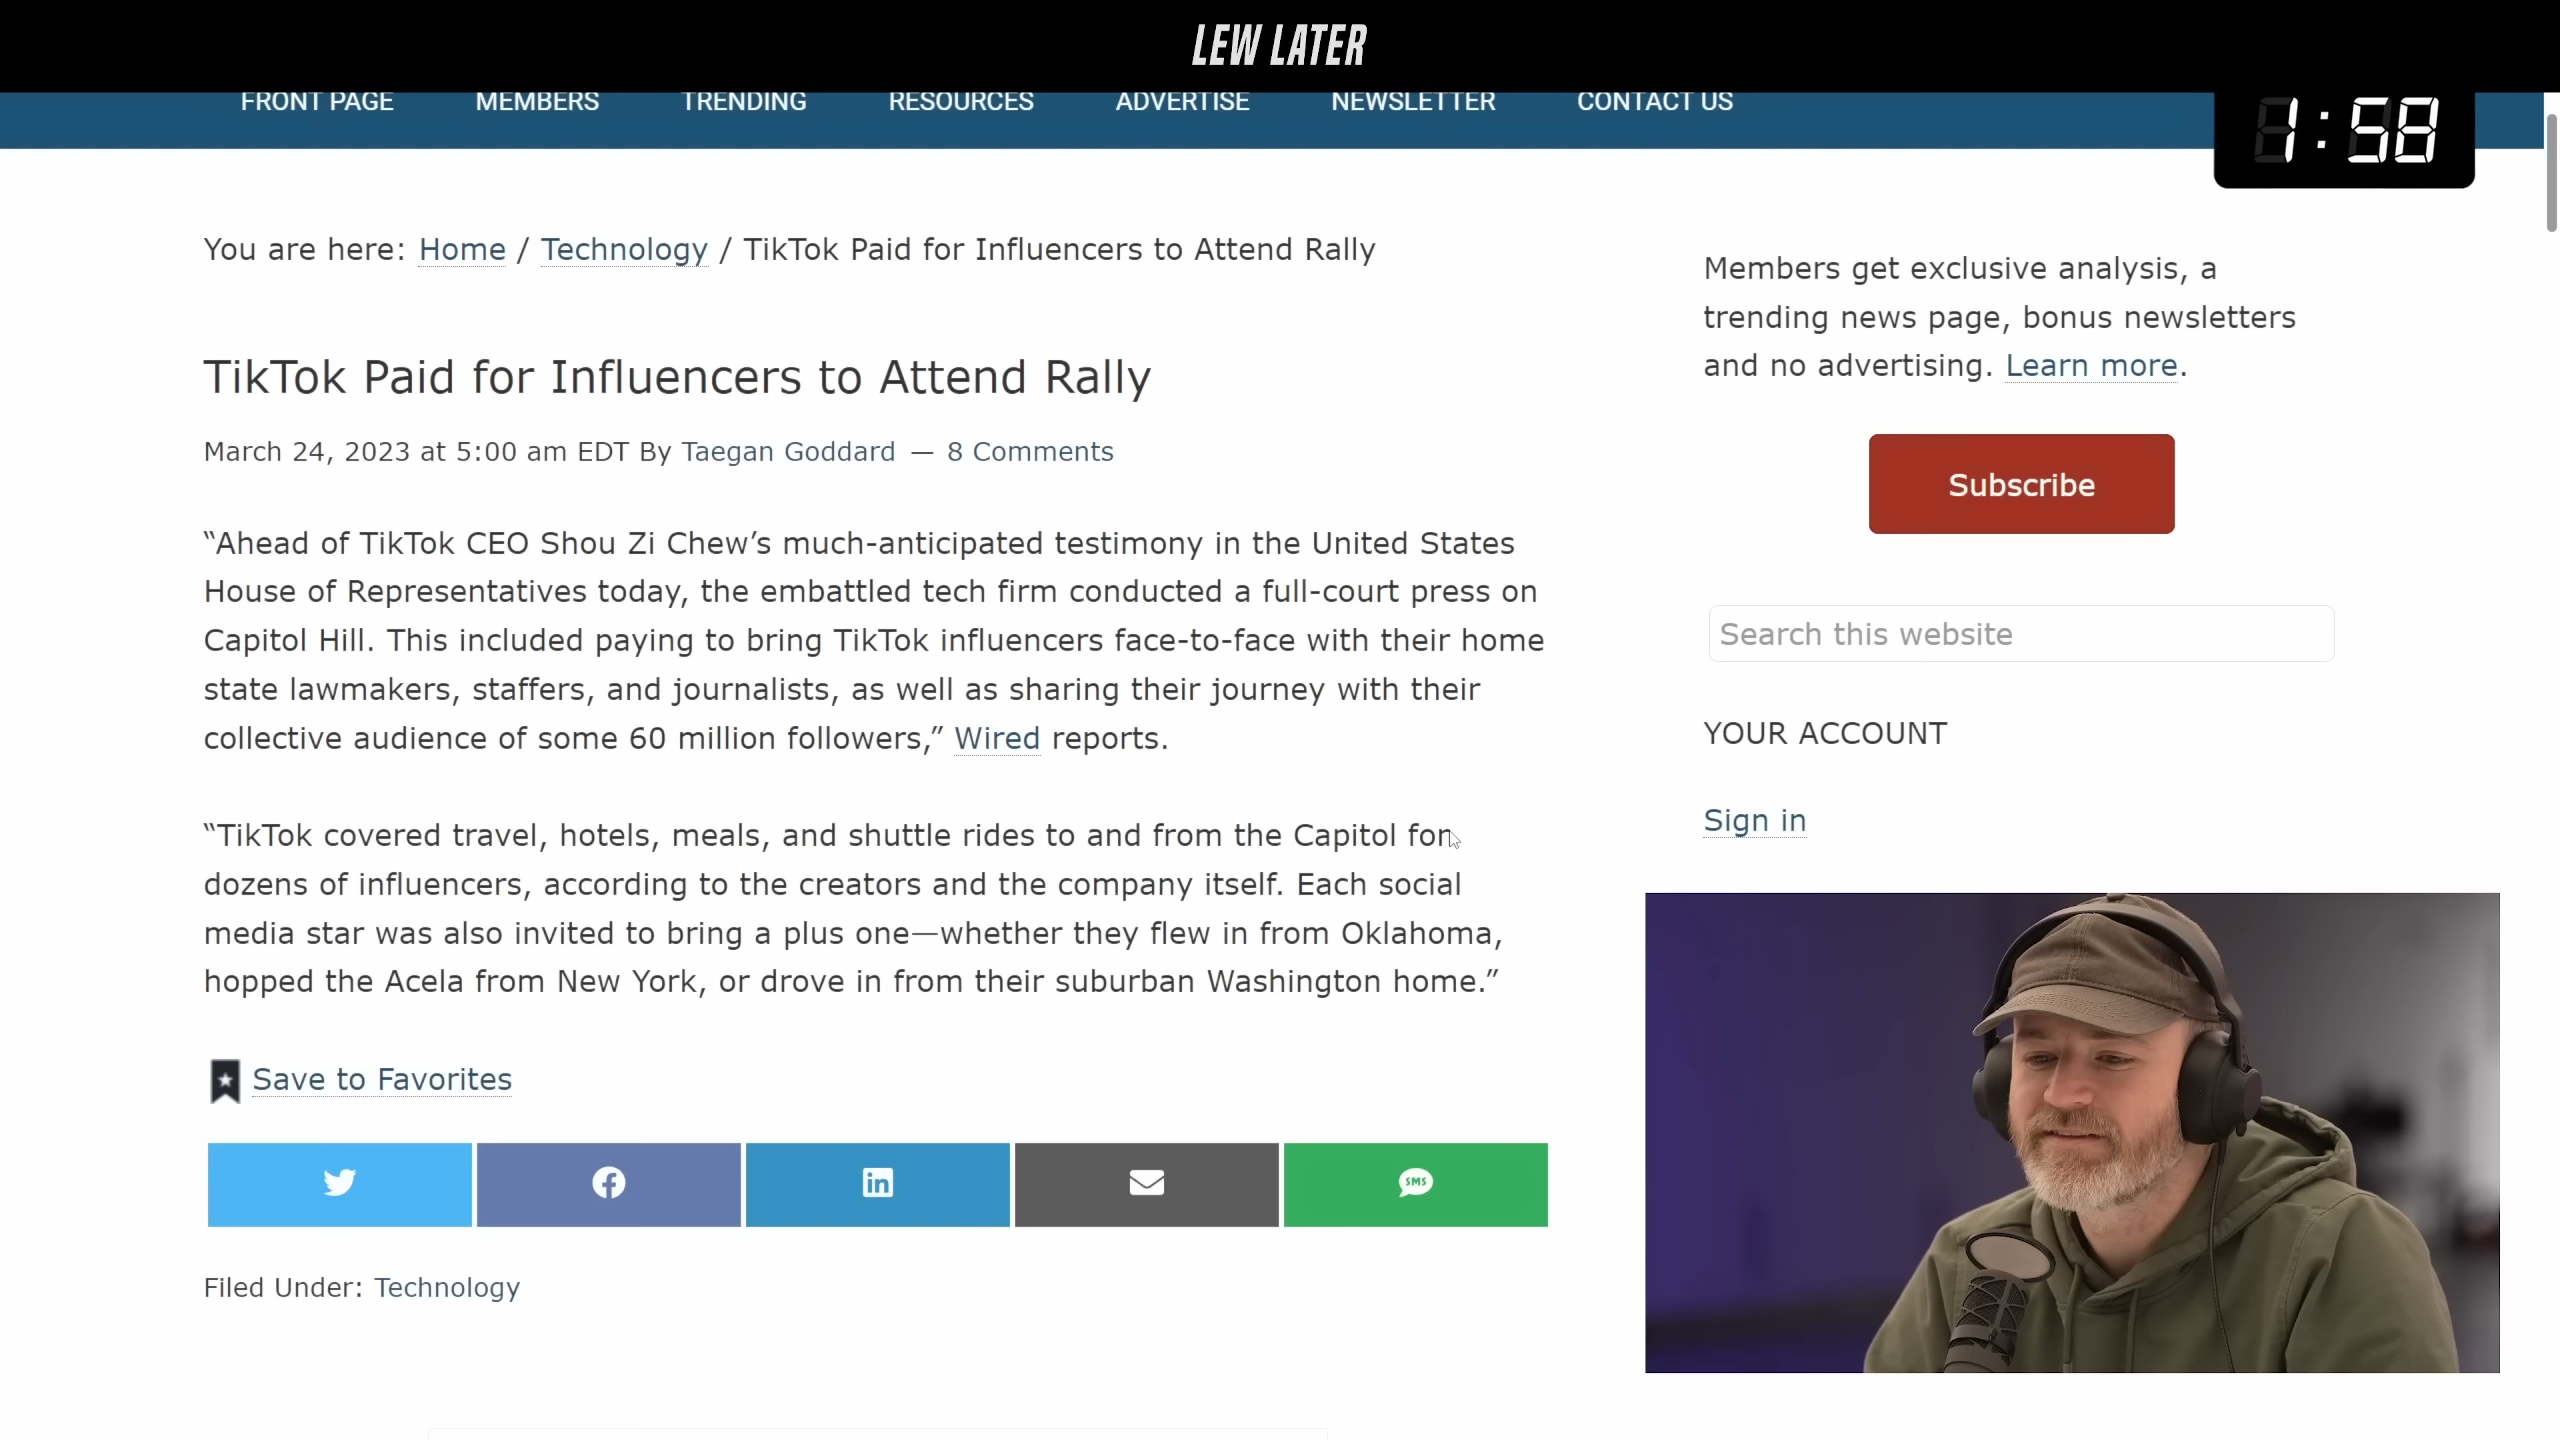 LEW LATER
FRONT PAGE MEMBERS TRENDING RESOURCES ADVERTISE NEWSLETTER CONTACT US
1:58
You are here: Home / Technology / TikTok Paid for Influencers to Attend Rally
TikTok Paid for Influencers to Attend Rally
March 24, 2023 at 5:00 am EDT By Taegan Goddard — 8 Comments
“Ahead of TikTok CEO Shou Zi Chew’s much-anticipated testimony in the United States
House of Representatives today, the embattled tech firm conducted a full-court press on
Capitol Hill. This included paying to bring TikTok influencers face-to-face with their home
state lawmakers, staffers, and journalists, as well as sharing their journey with their
collective audience of some 60 million followers,” Wired reports.
“TikTok covered travel, hotels, meals, and shuttle rides to and from the Capitol for
dozens of influencers, according to the creators and the company itself. Each social
media star was also invited to bring a plus one—whether they flew in from Oklahoma,
hopped the Acela from New York, or drove in from their suburban Washington home.”
Save to Favorites
SMS
Filed Under: Technology
Members get exclusive analysis, a
trending news page, bonus newsletters
and no advertising. Learn more.
Subscribe
Search this website
YOUR ACCOUNT
Sign in